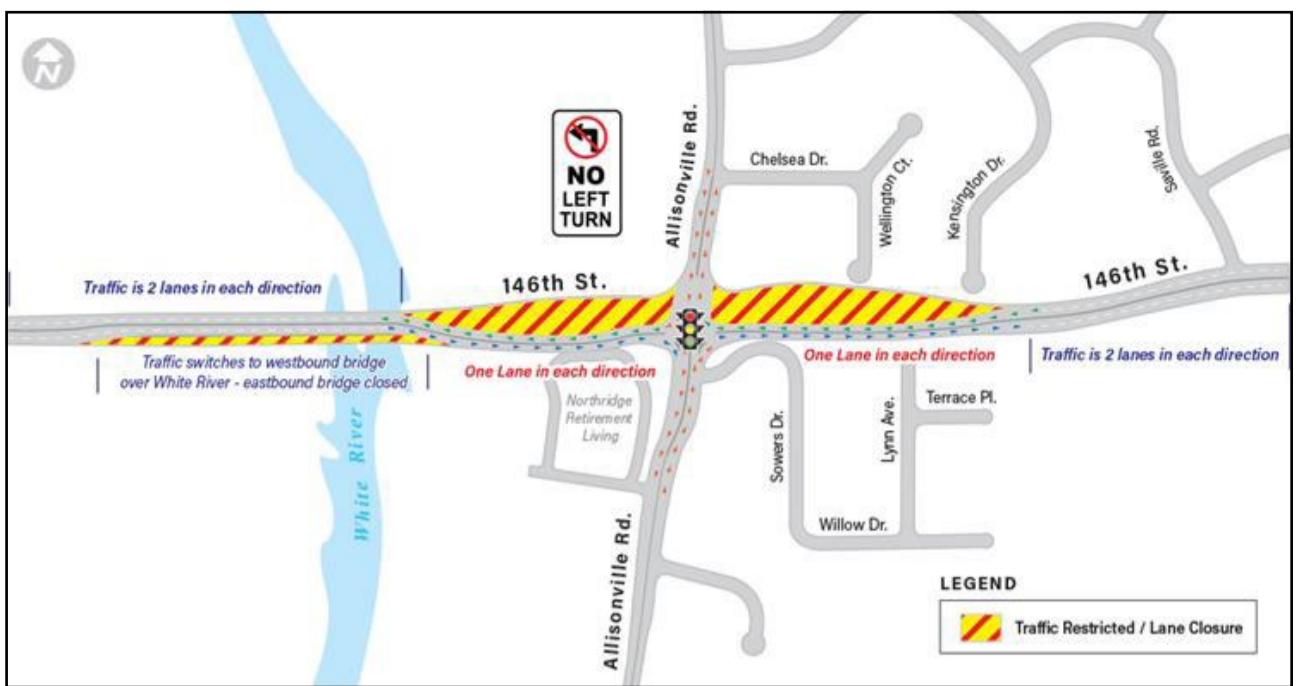 N
NO
LEFT
TURN
Allisonville Rd.
Chelsea Dr.
Wellington Ct.
Kensington Dr.
Saville Rd.
Traffic is 2 lanes in each direction
146th St.
146th St.
Traffic switches to westbound bridge
over White River - eastbound bridge closed
One Lane in each direction
One Lane in each direction
Traffic is 2 lanes in each direction
Northridge
Retirement
Living
White River
Sowers Dr.
Lynn Ave.
Terrace Pl.
Willow Dr.
Allisonville Rd.
LEGEND
Traffic Restricted / Lane Closure